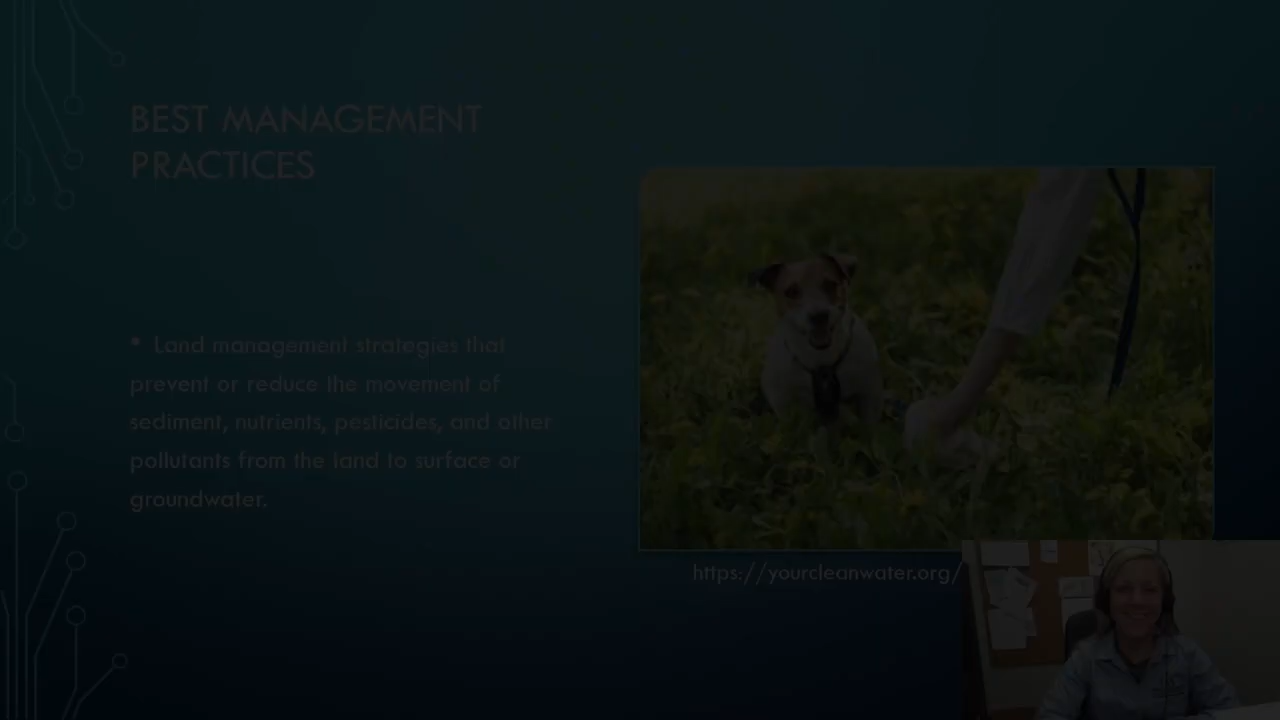 BEST MANAGEMENT
PRACTICES
• Land management strategies that
prevent or reduce the movement of
sediment, nutrients, pesticides, and other
pollutants from the land to surface or
groundwater.
https://yourcleanwater.org/